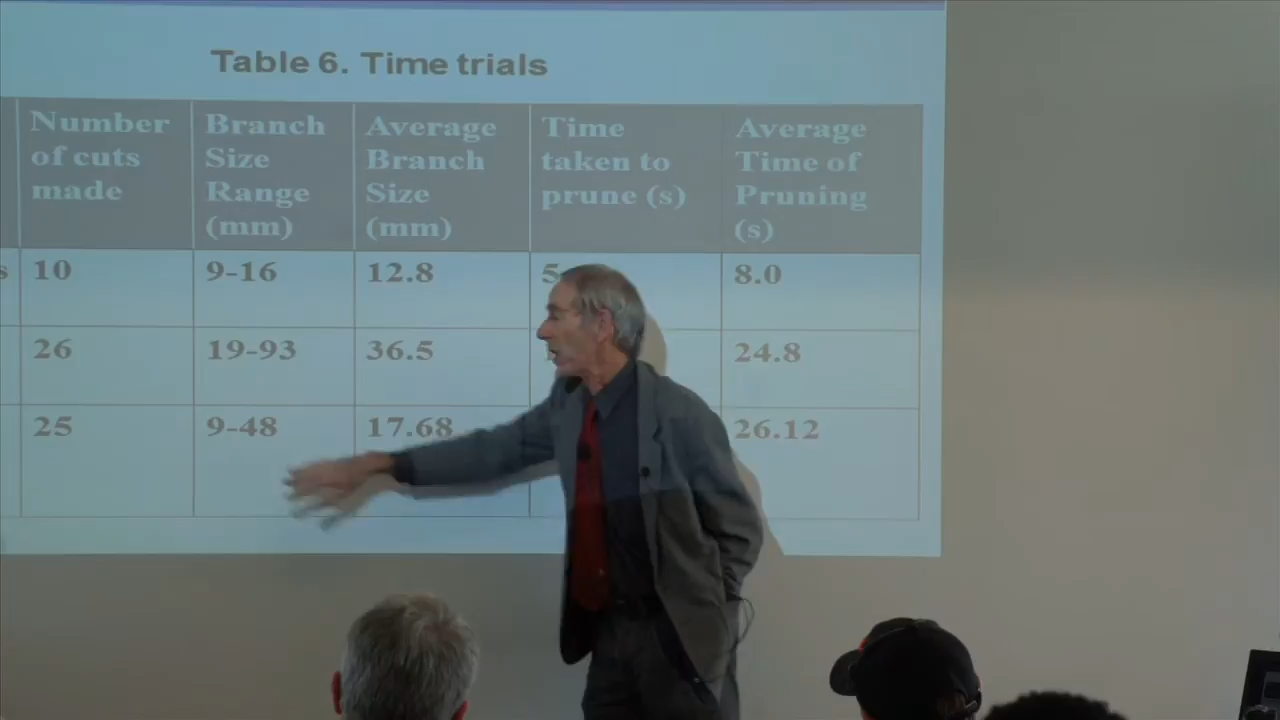 Table 6. Time trials
Number of cuts made
Branch Size Range (mm)
Average Branch Size (mm)
Time taken to prune (s)
Average Time of Pruning (s)
10 9-16 12.8 8.0
26 19-93 36.5 24.8
25 9-48 17.68 26.12